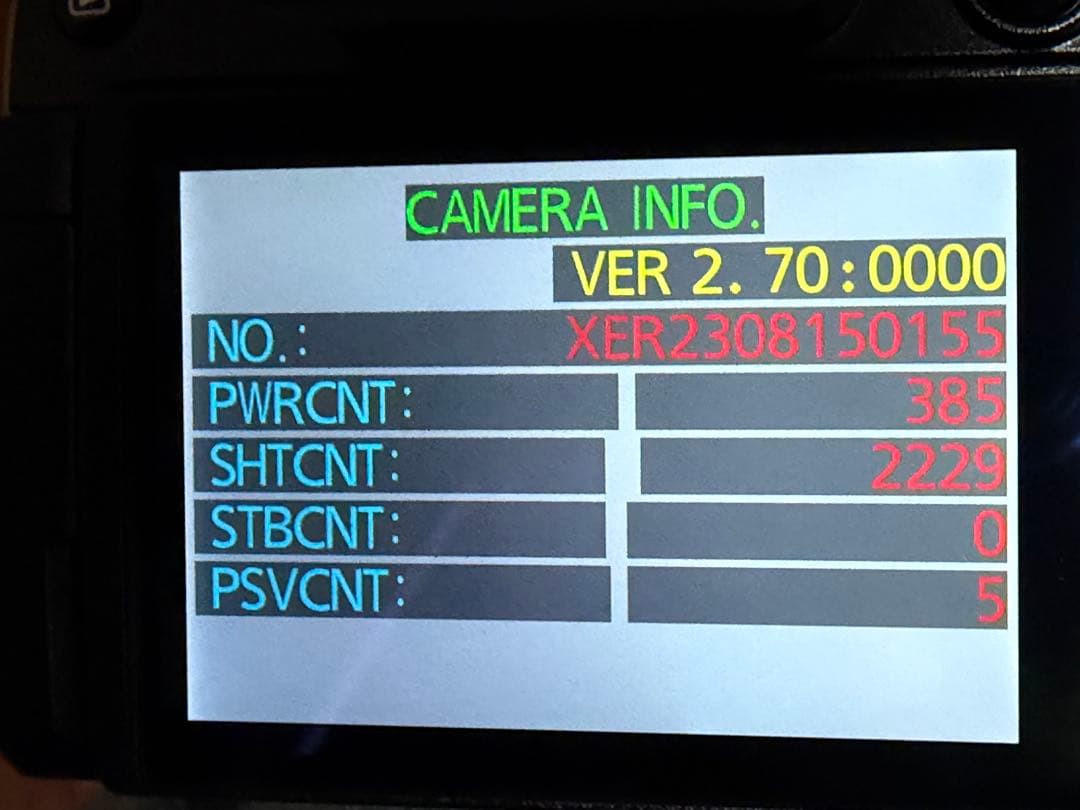 CAMERA INFO.
VER 2. 70:0000
NO.: XER2308150155
PWRCNT: 385
SHTCNT: 2229
STBCNT: 0
PSVCNT: 5